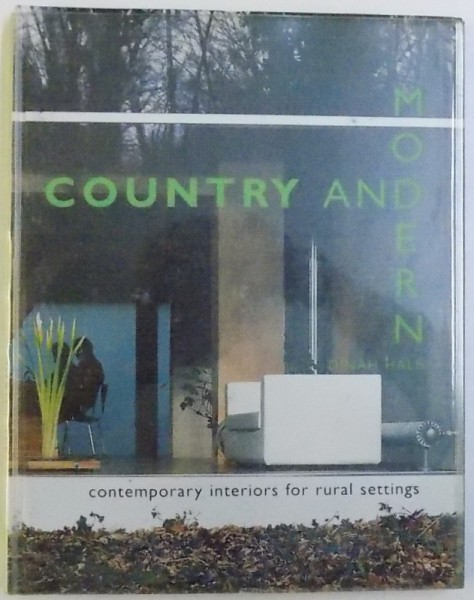 COUNTRY AND
MODERN
DINAH HALL
contemporary interiors for rural settings